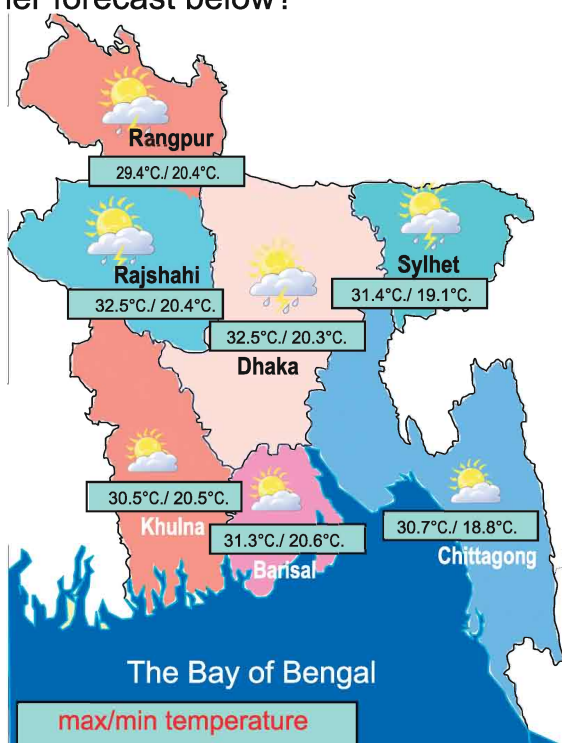 forecast below?
Rangpur
29.4°C./ 20.4°C.
Rajshahi
32.5°C./ 20.4°C.
Sylhet
31.4°C./ 19.1°C.
32.5°C./ 20.3°C.
Dhaka
30.5°C./ 20.5°C.
Khulna
31.3°C./ 20.6°C.
Barisal
30.7°C./ 18.8°C.
Chittagong
The Bay of Bengal
max/min temperature